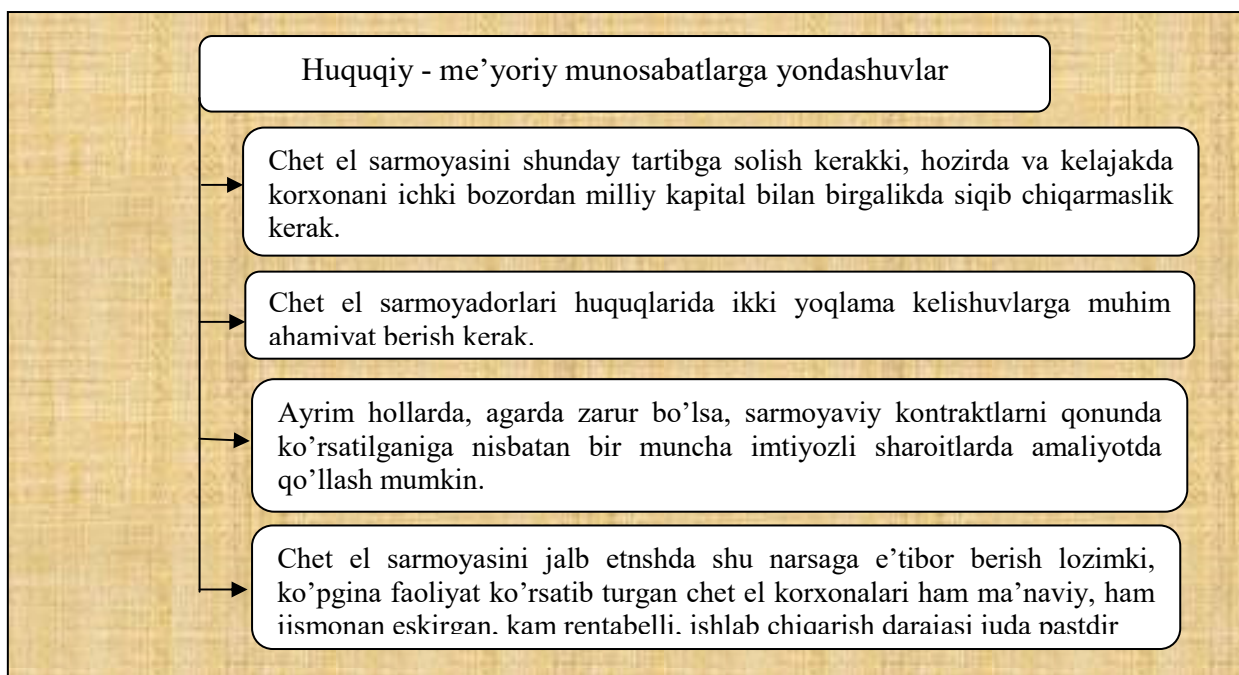 Huquqiy - me’yoriy munosabatlarga yondashuvlar
Chet el sarmoyasini shunday tartibga solish kerakki, hozirda va kelajakda
korxonani ichki bozordan milliy kapital bilan birgalikda siqib chiqarmaslik
kerak.
Chet el sarmoyadorlari huquqlarida ikki yoqlama kelishuvlarga muhim
ahamiyat berish kerak.
Ayrim hollarda, agarda zarur bo’lsa, sarmoyaviy kontraktlarni qonunda
ko’rsatilganiga nisbatan bir muncha imtiyozli sharoitlarda amaliyotda
qo’llash mumkin.
Chet el sarmoyasini jalb etnshda shu narsaga e’tibor berish lozimki,
ko’pgina faoliyat ko’rsatib turgan chet el korxonalari ham ma’naviy, ham
jismonan eskirgan, kam rentabelli, ishlab chiqarish darajasi juda pastdir